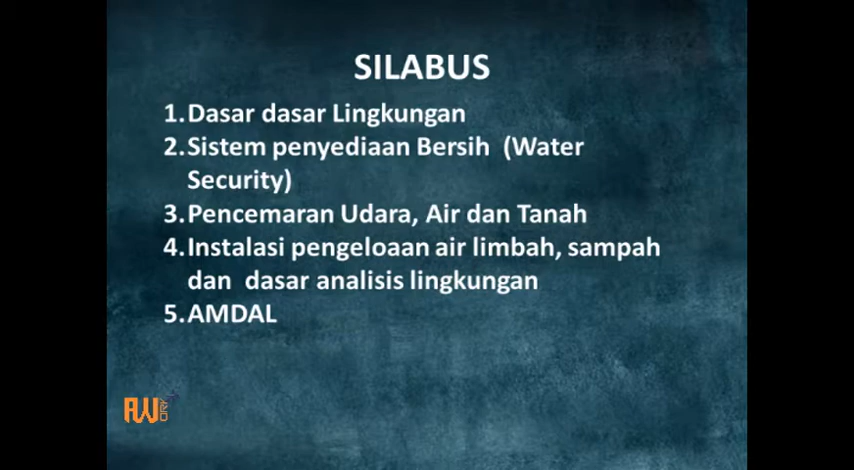 SILABUS
1.Dasar dasar Lingkungan
2.Sistem penyediaan Bersih (Water
Security)
3.Pencemaran Udara, Air dan Tanah
4.Instalasi pengeloaan air limbah, sampah
dan dasar analisis lingkungan
5.AMDAL